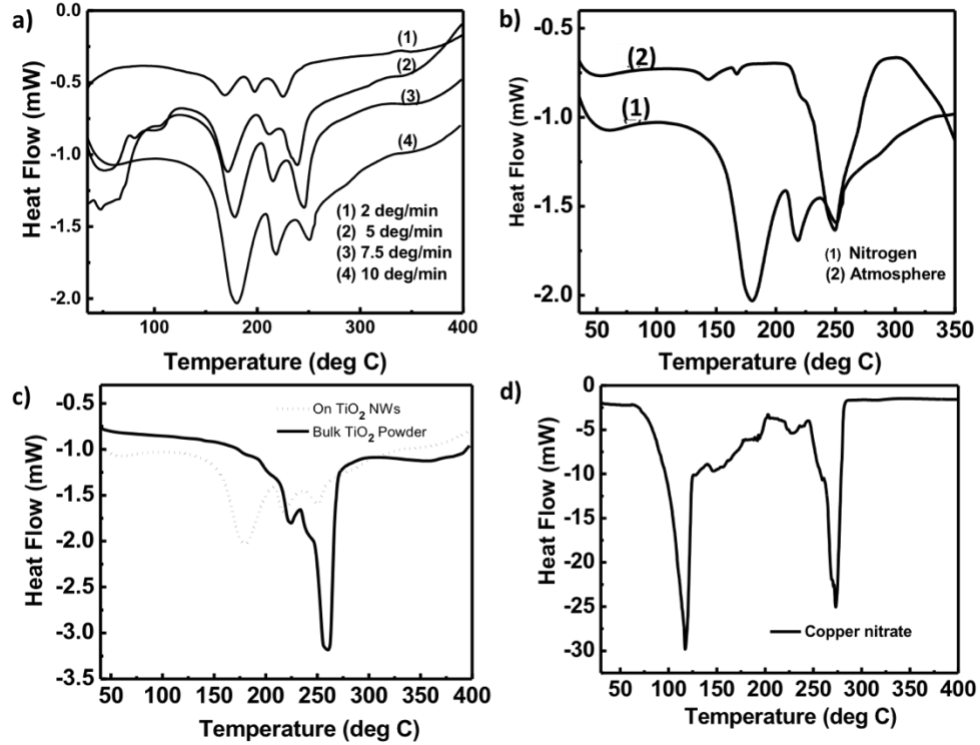 a)
0.0
-0.5
-1.0
-1.5
-2.0
Heat Flow (mW)
(1)
(2)
(3)
(4)
(1) 2 deg/min
(2) 5 deg/min
(3) 7.5 deg/min
(4) 10 deg/min
100 200 300 400
Temperature (deg C)
b)
-0.5
-1.0
-1.5
-2.0
Heat Flow (mW)
(2)
(1)
(1) Nitrogen
(2) Atmosphere
50 100 150 200 250 300 350
Temperature (deg C)
c)
-0.5
-1.0
-1.5
-2.0
-2.5
-3.0
-3.5
Heat Flow (mW)
On TiO2 NWs
Bulk TiO2 Powder
50 100 150 200 250 300 350 400
Temperature (deg C)
d)
0
-5
-10
-15
-20
-25
-30
Heat Flow (mW)
Copper nitrate
50 100 150 200 250 300 350 400
Temperature (deg C)